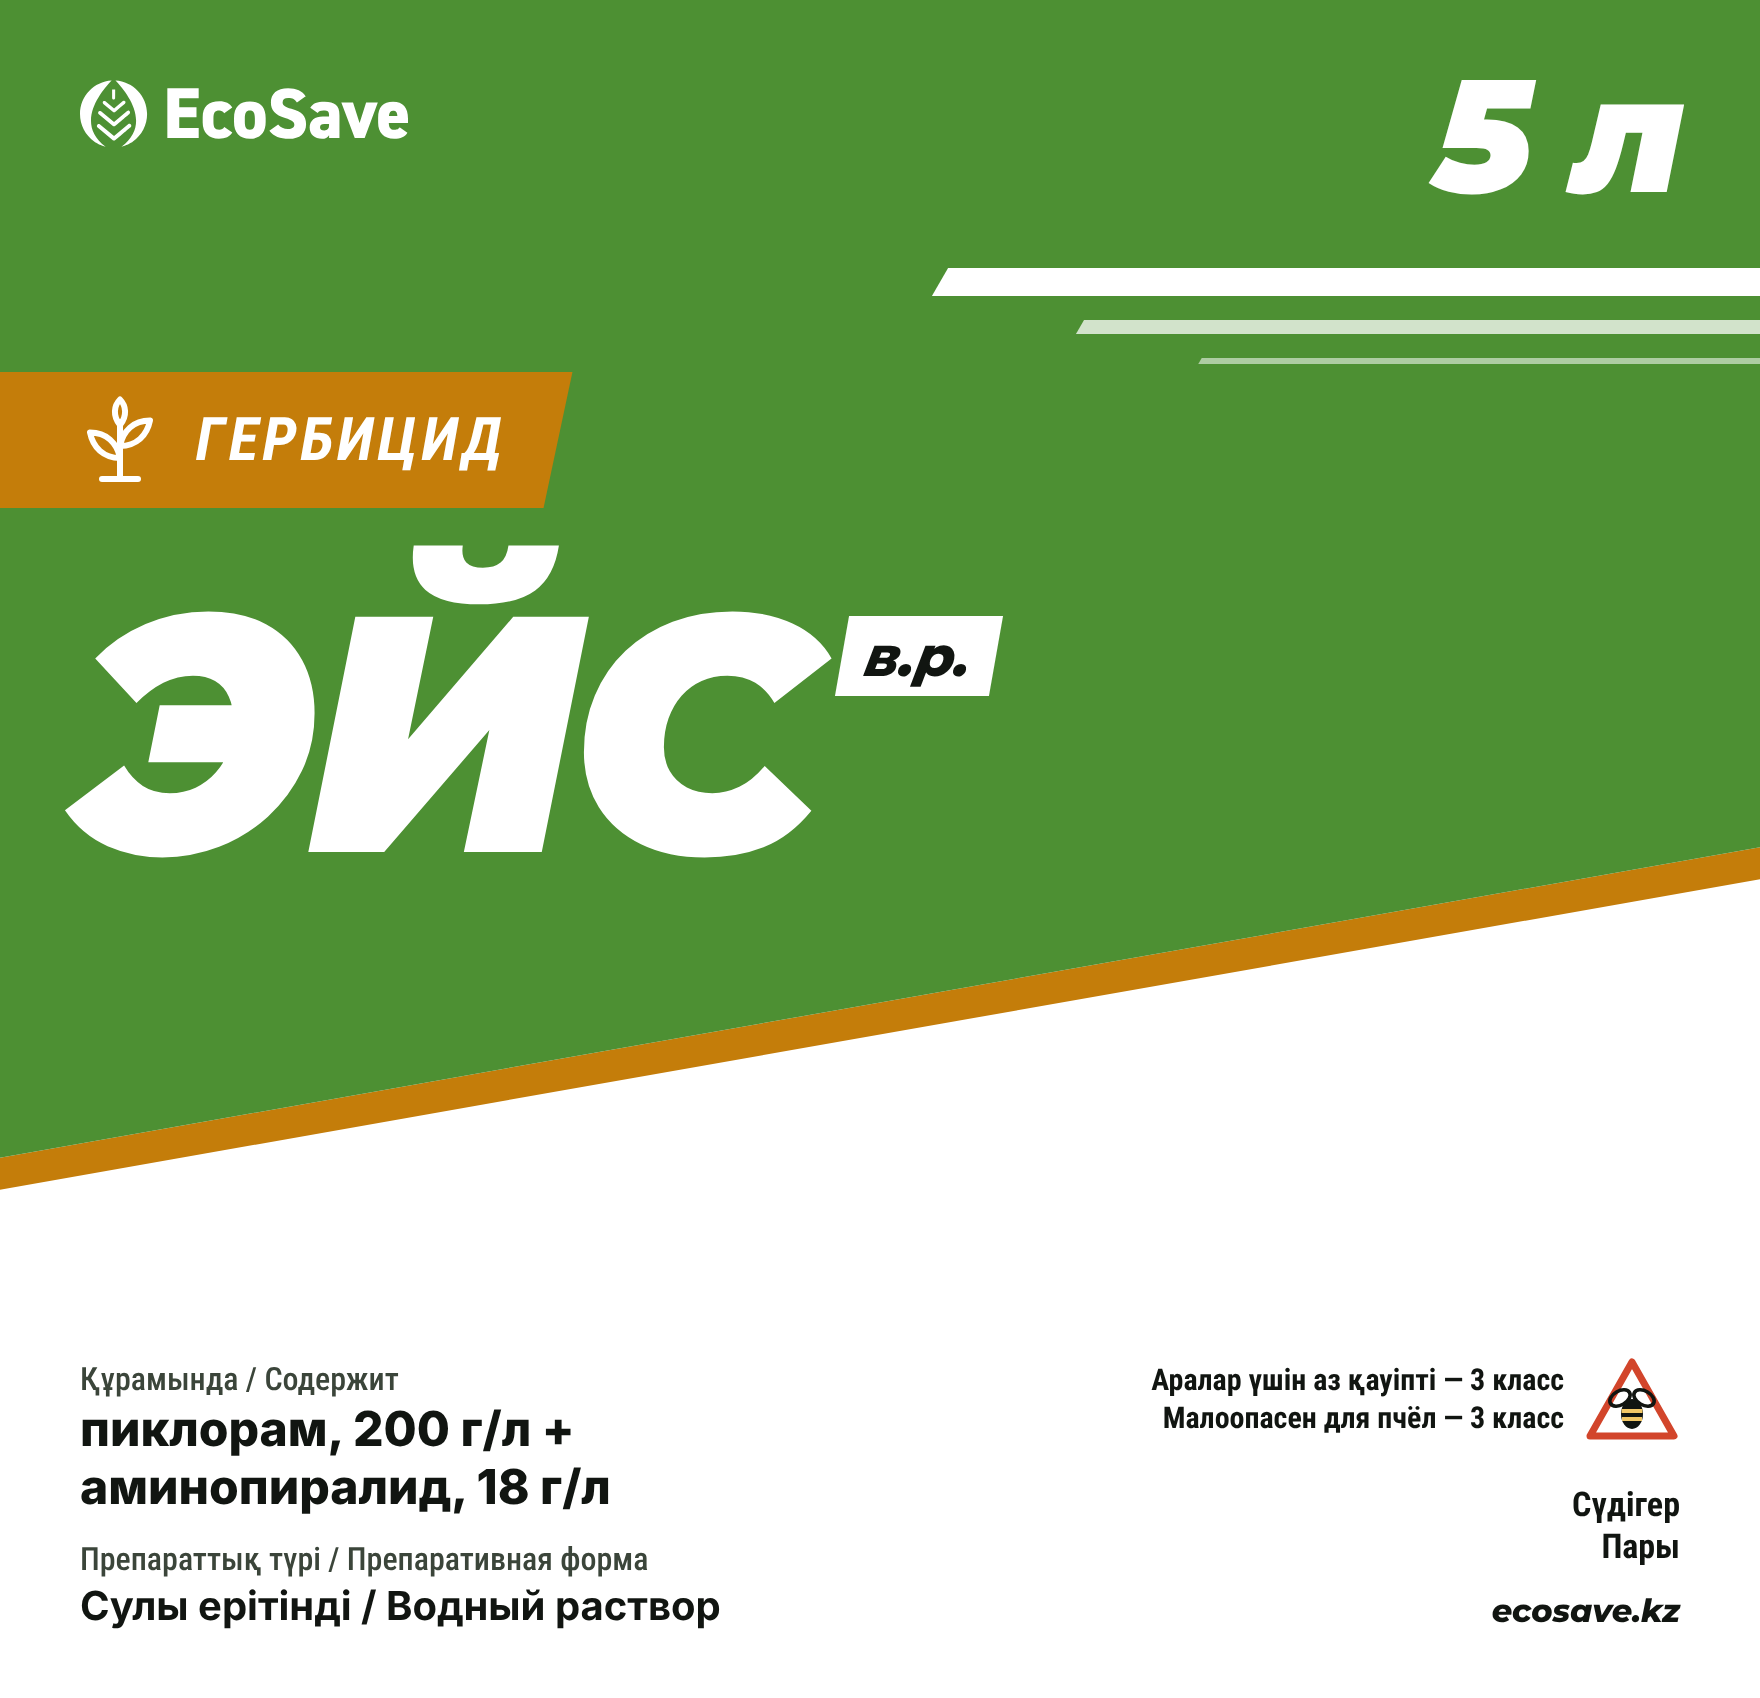 EcoSave
5 л
ГЕРБИЦИД
эйс
в.р.
Құрамында / Содержит
пиклорам, 200 г/л +
аминопиралид, 18 г/л
Препараттық түрі / Препаративная форма
Сулы ерітінді / Водный раствор
Аралар үшін аз қауіпті – 3 класс
Малоопасен для пчёл – 3 класс
Сүдігер
Пары
ecosave.kz